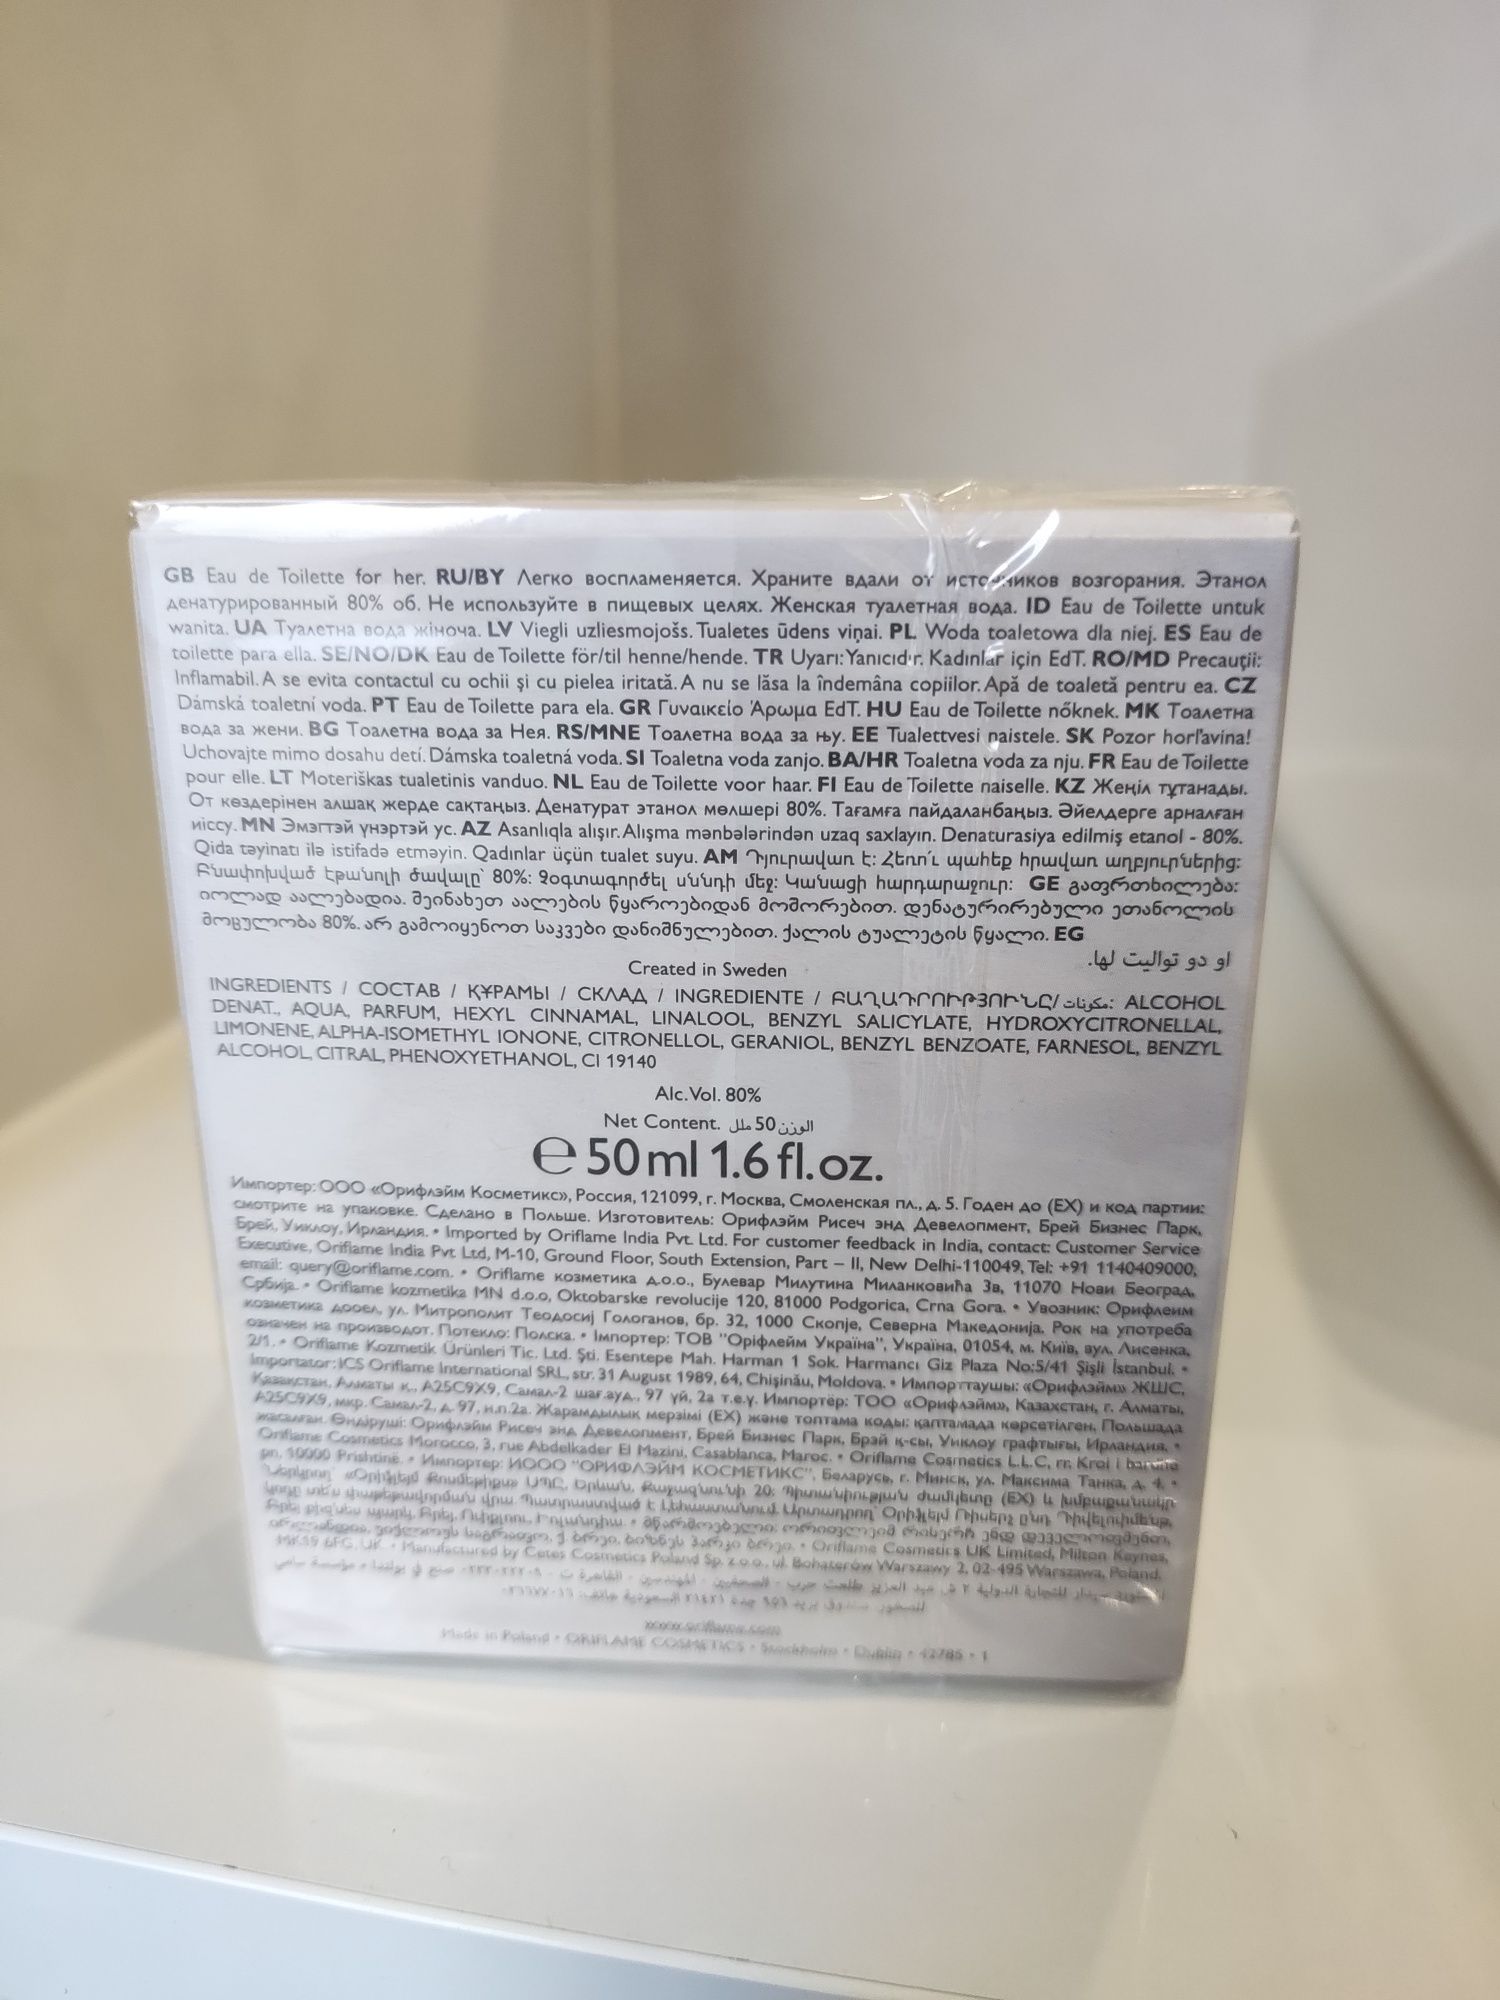 GB Eau de Toilette for her. RU/BY Легко воспламеняется. Храните вдали от источников возгорания. Этанол
денатурированный 80% об. Не используйте в пищевых целях. Женская туалетная вода. ID Eau de Toilette untuk
wanita. UA Туалетна вода жіноча. LV Viegli uzliesmojošs. Tualetes ūdens viņai. PL Woda toaletowa dla niej. ES Eau de
toilette para ella. SE/NO/DK Eau de Toilette för/til henne/hende. TR Uyarı: Yanıcıdır. Kadınlar için EdT. RO/MD Precauţii:
Inflamabil. A se evita contactul cu ochii şi cu pielea iritată. A nu se lăsa la îndemâna copiilor. Apă de toaletă pentru ea. CZ
Dámská toaletní voda. PT Eau de Toilette para ela. GR Γυναικείο Άρωμα EdT. HU Eau de Toilette nőknek. MK Тоалетна
вода за жени. BG Тоалетна вода за Нея. RS/MNE Тоалетна вода за њу. EE Tualettvesi naistele. SK Pozor horľavina!
Uchovajte mimo dosahu detí. Dámska toaletná voda. SI Toaletna voda zanjo. BA/HR Toaletna voda za nju. FR Eau de Toilette
pour elle. LT Moteriškas tualetinis vanduo. NL Eau de Toilette voor haar. FI Eau de Toilette naiselle. KZ Жеңіл тұтанады.
От көздерінен алшақ жерде сақтаңыз. Денатурат этанол мөлшері 80%. Тағамға пайдаланбаңыз. Әйелдерге арналған
иіссу. MN Эмэгтэй үнэртэй ус. AZ Asanlıqla alışır. Alışma mənbələrindən uzaq saxlayın. Denaturasiya edilmiş etanol - 80%.
Qida təyinatı ilə istifadə etməyin. Qadınlar üçün tualet suyu. AM Դյուրավառ է: Հեռո՛ւ պահեք հրավառ աղբյուրներից:
Բնափոխված էթանոլի ծավալը՝ 80%: Չօգտագործել սննդի մեջ: Կանացի հարդարաջուր: GE გაფრთხილება:
იოლად აალებადია. შეინახეთ აალების წყაროებიდან მოშორებით. დენატურირებული ეთანოლის
მოცულობა 80%. არ გამოიყენოთ საკვები დანიშნულებით. ქალის ტუალეტის წყალი. EG
او دو تواليت لها.
Created in Sweden
INGREDIENTS / СОСТАВ / ҚҰРАМЫ / СКЛАД / INGREDIENTE / ԲԱՂԱԴՐՈՒԹՅՈՒՆԸ/ مكونات: ALCOHOL
DENAT., AQUA, PARFUM, HEXYL CINNAMAL, LINALOOL, BENZYL SALICYLATE, HYDROXYCITRONELLAL,
LIMONENE, ALPHA-ISOMETHYL IONONE, CITRONELLOL, GERANIOL, BENZYL BENZOATE, FARNESOL, BENZYL
ALCOHOL, CITRAL, PHENOXYETHANOL, CI 19140
Alc. Vol. 80%
Net Content. الوزن 50 ملل
℮ 50 ml 1.6 fl. oz.
Импортер: ООО «Орифлэйм Косметикс», Россия, 121099, г. Москва, Смоленская пл., д. 5. Годен до (EX) и код партии:
смотрите на упаковке. Сделано в Польше. Изготовитель: Орифлэйм Рисеч энд Девелопмент, Брей Бизнес Парк,
Брей, Уиклоу, Ирландия. • Imported by Oriflame India Pvt. Ltd. For customer feedback in India, contact: Customer Service
Executive, Oriflame India Pvt Ltd, M-10, Ground Floor, South Extension, Part – II, New Delhi-110049, Tel: +91 1140409000,
email: query@oriflame.com. • Oriflame козметика д.о.о., Булевар Милутина Миланковића 3в, 11070 Нови Београд,
Србија. • Oriflame kozmetika MN d.o.o, Oktobarske revolucije 120, 81000 Podgorica, Crna Gora. • Увозник: Орифлеим
козметика дооел, ул. Митрополит Теодосиј Гологанов, бр. 32, 1000 Скопје, Северна Македонија. Рок на употреба
означен на производот. Потекло: Полска. • Імпортер: ТОВ "Оріфлейм Україна", Україна, 01054, м. Київ, вул. Лисенка,
2/1. • Oriflame Kozmetik Ürünleri Tic. Ltd. Şti. Esentepe Mah. Harman 1 Sok. Harmancı Giz Plaza No:5/41 Şişli İstanbul. •
Importator: ICS Oriflame International SRL, str. 31 August 1989, 64, Chişinău, Moldova. • Импорттаушы: «Орифлэйм» ЖШС,
Қазақстан, Алматы қ., A25C9X9, Самал-2 шағ.ауд., 97 үй, 2а т.е.ү. Импортёр: ТОО «Орифлэйм», Казахстан, г. Алматы,
A25C9X9, мкр. Самал-2, д. 97, н.п.2а. Жарамдылық мерзімі (EX) және топтама коды: қаптамада көрсетілген, Польшада
жасалған. Өндіруші: Орифлэйм Рисеч энд Девелопмент, Брей Бизнес Парк, Брэй қ-сы, Уиклоу графтығы, Ирландия. •
Oriflame Cosmetics Morocco, 3, rue Abdelkader El Mazini, Casablanca, Maroc. • Oriflame Cosmetics L.L.C, rr. Kroi i bardhë
pn. 10000 Prishtinë. • Импортер: ИООО "ОРИФЛЭЙМ КОСМЕТИКС", Беларусь, г. Минск, ул. Максима Танка, д. 4. •
• Oriflame Cosmetics UK Limited, Milton Keynes,
MK19 6FG, UK. • Manufactured by Cetes Cosmetics Poland Sp. z o.o., ul. Bohaterów Warszawy 2, 02-495 Warszawa, Poland.
www.oriflame.com
Made in Poland • ORIFLAME COSMETICS • Stockholm • Dublin • 42785 • 1